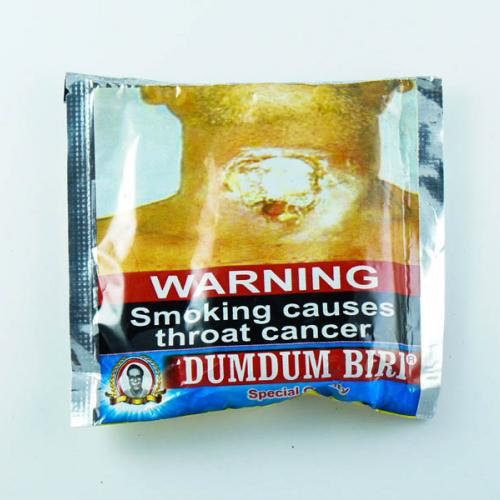 WARNING
Smoking causes
throat cancer
DUMDUM BIRI®
Special